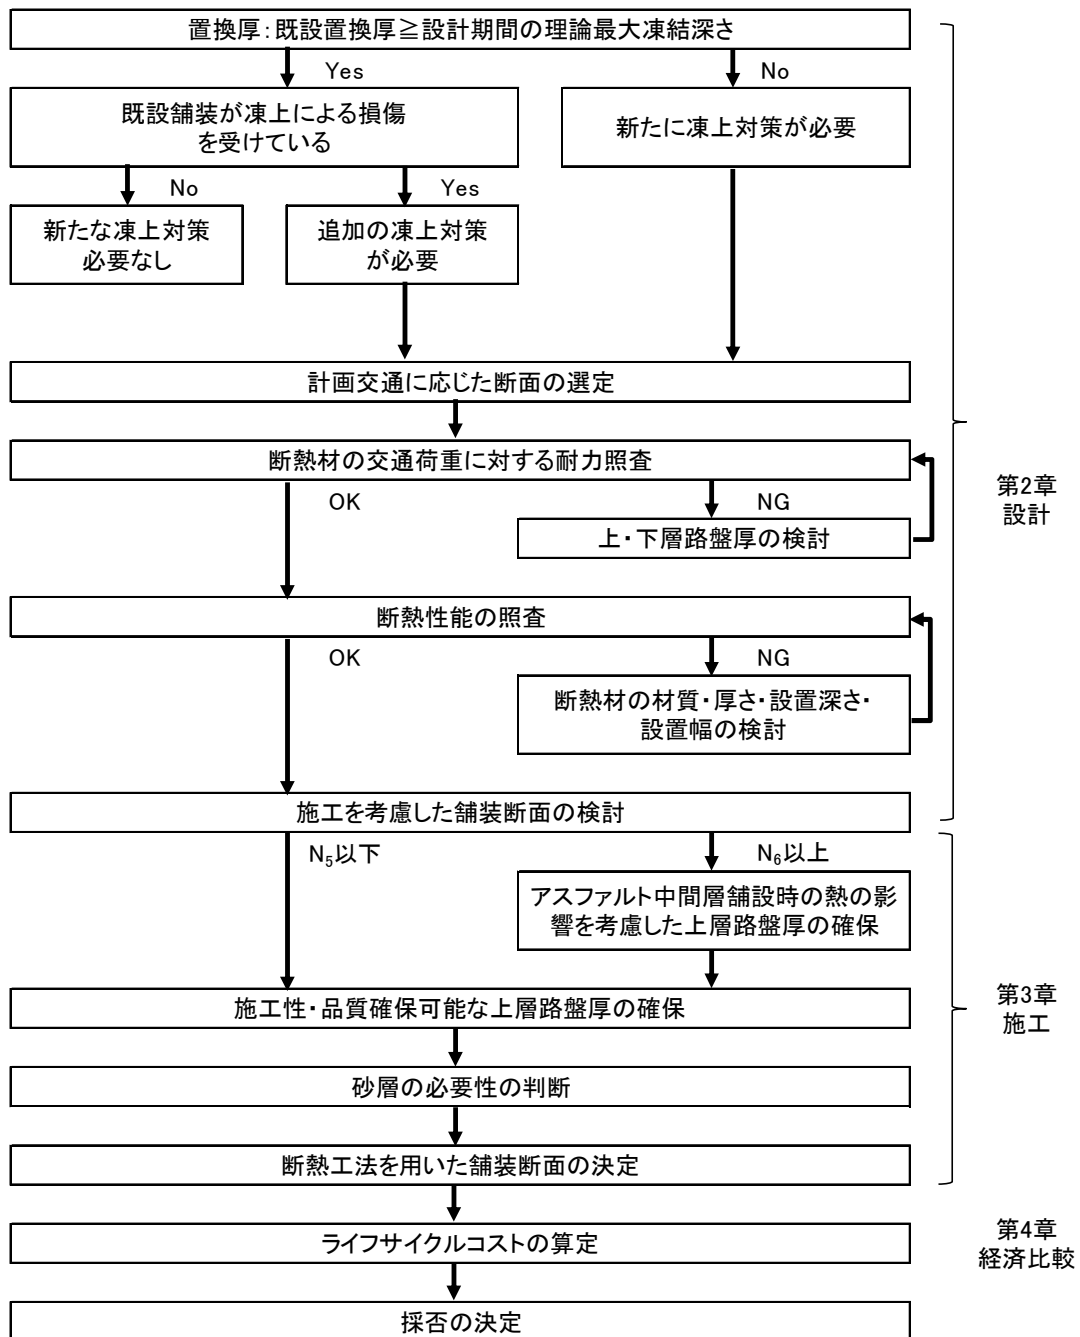 置換厚：既設置換厚≧設計期間の理論最大凍結深さ
Yes
No
既設舗装が凍上による損傷
を受けている
新たに凍上対策が必要
No
Yes
新たな凍上対策
必要なし
追加の凍上対策
が必要
計画交通に応じた断面の選定
断熱材の交通荷重に対する耐力照査
OK
NG
上・下層路盤厚の検討
断熱性能の照査
OK
NG
断熱材の材質・厚さ・設置深さ・
設置幅の検討
施工を考慮した舗装断面の検討
第2章
設計
N₅以下
N₆以上
アスファルト中間層舗設時の熱の影
響を考慮した上層路盤厚の確保
施工性・品質確保可能な上層路盤厚の確保
砂層の必要性の判断
断熱工法を用いた舗装断面の決定
第3章
施工
ライフサイクルコストの算定
採否の決定
第4章
経済比較